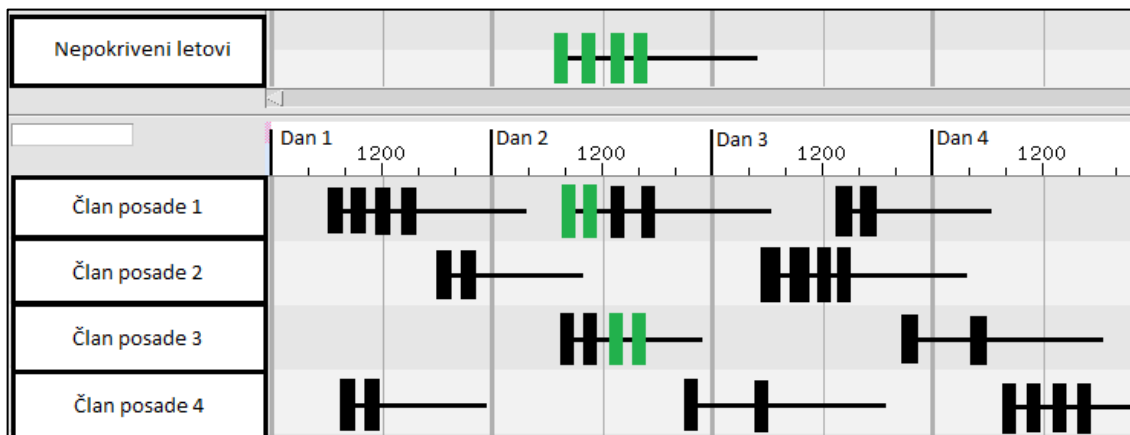 Nepokriveni letovi
Dan 1 Dan 2 Dan 3 Dan 4
1200 1200 1200 1200
Član posade 1
Član posade 2
Član posade 3
Član posade 4